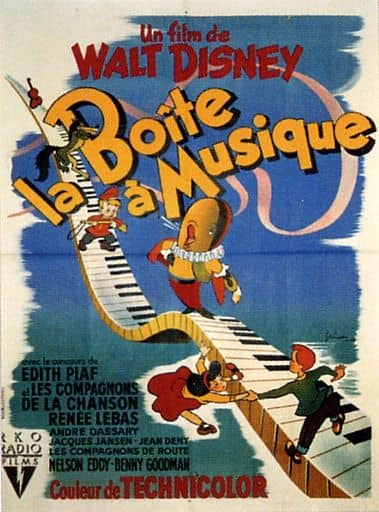 Un film de
WALT DISNEY
la Boîte
à Musique
avec le concours de
EDITH PIAF
et LES COMPAGNONS
DE LA CHANSON
RENÉE LEBAS
ANDRE DASSARY
JACQUES JANSEN - JEAN DENY
LES COMPAGNONS DE ROUTE
NELSON EDDY - BENNY GOODMAN
Couleur de TECHNICOLOR
RKO
RADIO
FILMS